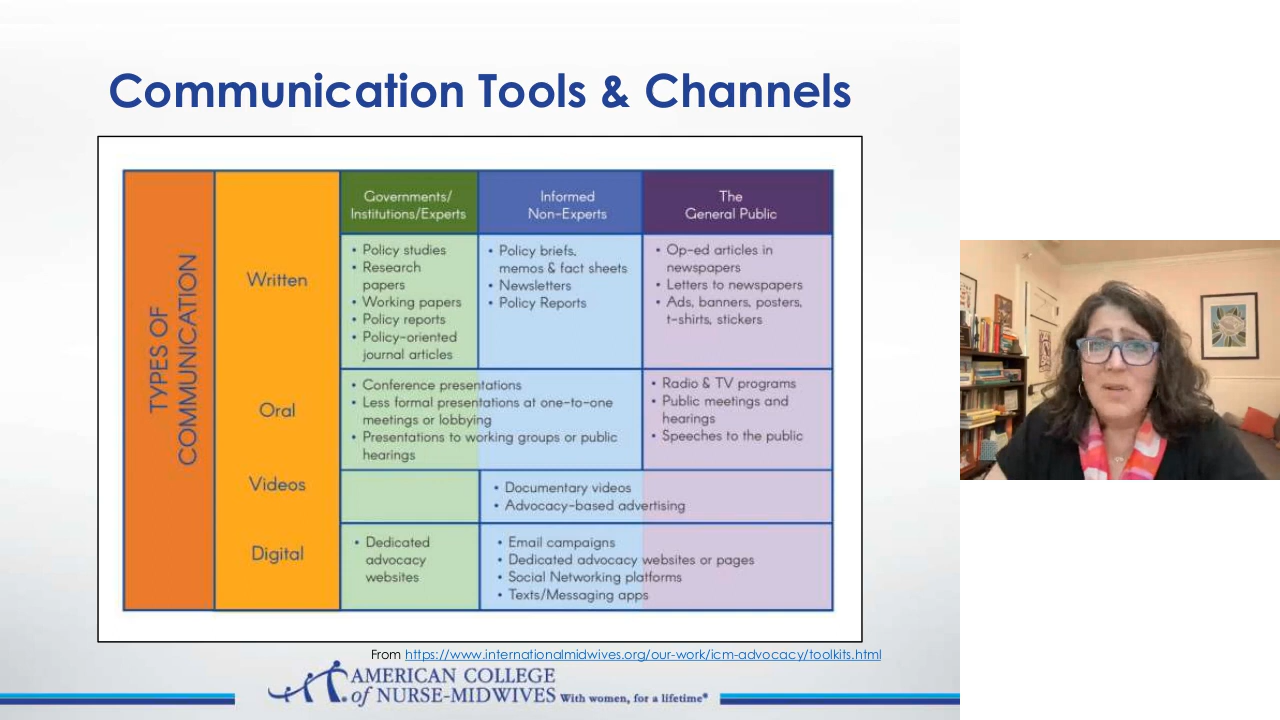 Communication Tools & Channels
TYPES OF
COMMUNICATION
Governments/
Institutions/Experts
Informed
Non-Experts
The
General Public
Written
• Policy studies
• Research
papers
• Working papers
• Policy reports
• Policy-oriented
journal articles
• Policy briefs,
memos & fact sheets
• Newsletters
• Policy Reports
• Op-ed articles in
newspapers
• Letters to newspapers
• Ads, banners, posters,
t-shirts, stickers
Oral
• Conference presentations
• Less formal presentations at one-to-one
meetings or lobbying
• Presentations to working groups or public
hearings
• Radio & TV programs
• Public meetings and
hearings
• Speeches to the public
Videos
• Documentary videos
• Advocacy-based advertising
Digital
• Dedicated
advocacy
websites
• Email campaigns
• Dedicated advocacy websites or pages
• Social Networking platforms
• Texts/Messaging apps
From https://www.internationalmidwives.org/our-work/icm-advocacy/toolkits.html
AMERICAN COLLEGE
of NURSE-MIDWIVES With women, for a lifetime®